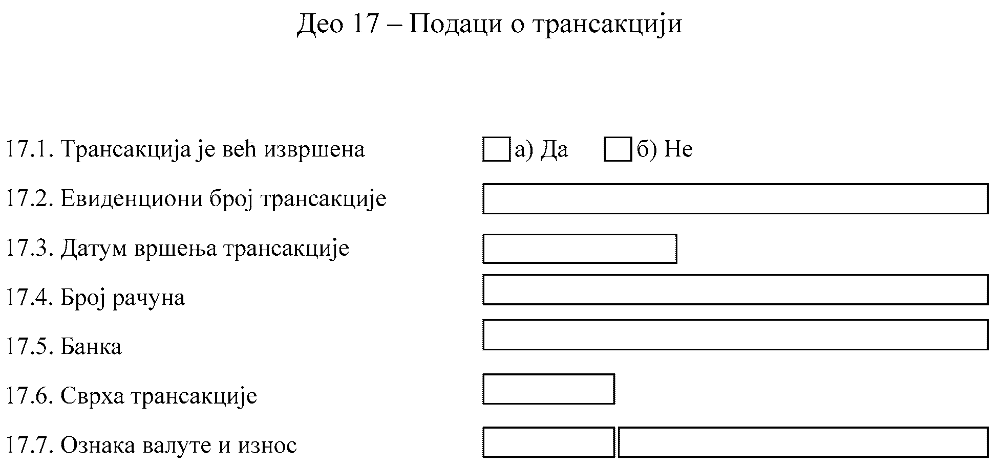 Део 17 – Подаци о трансакцији
17.1. Трансакција је већ извршена а) Да б) Не
17.2. Евиденциони број трансакције
17.3. Датум вршења трансакције
17.4. Број рачуна
17.5. Банка
17.6. Сврха трансакције
17.7. Ознака валуте и износ